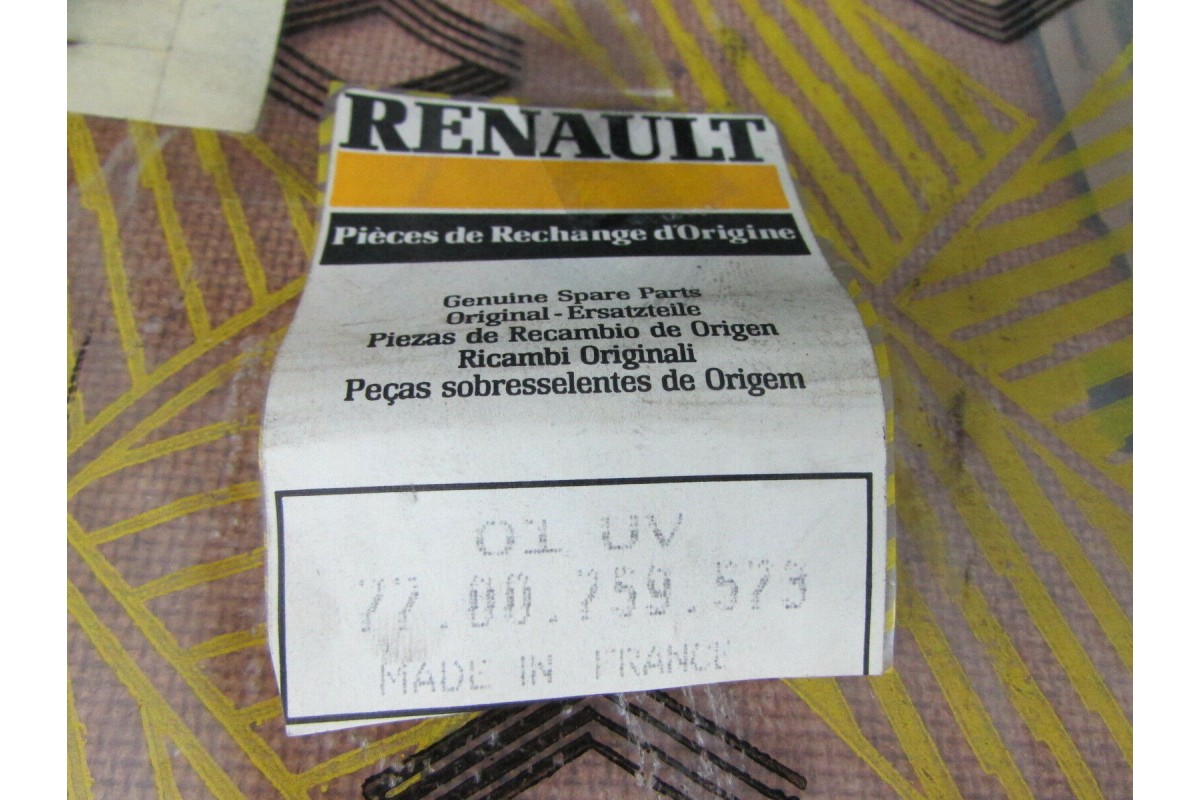 RENAULT
Pièces de Rechange d'Origine
Genuine Spare Parts
Original - Ersatzteile
Piezas de Recambio de Origen
Ricambi Originali
Peças sobresselentes de Origem
01 UV
77.00.759.573
MADE IN FRANCE